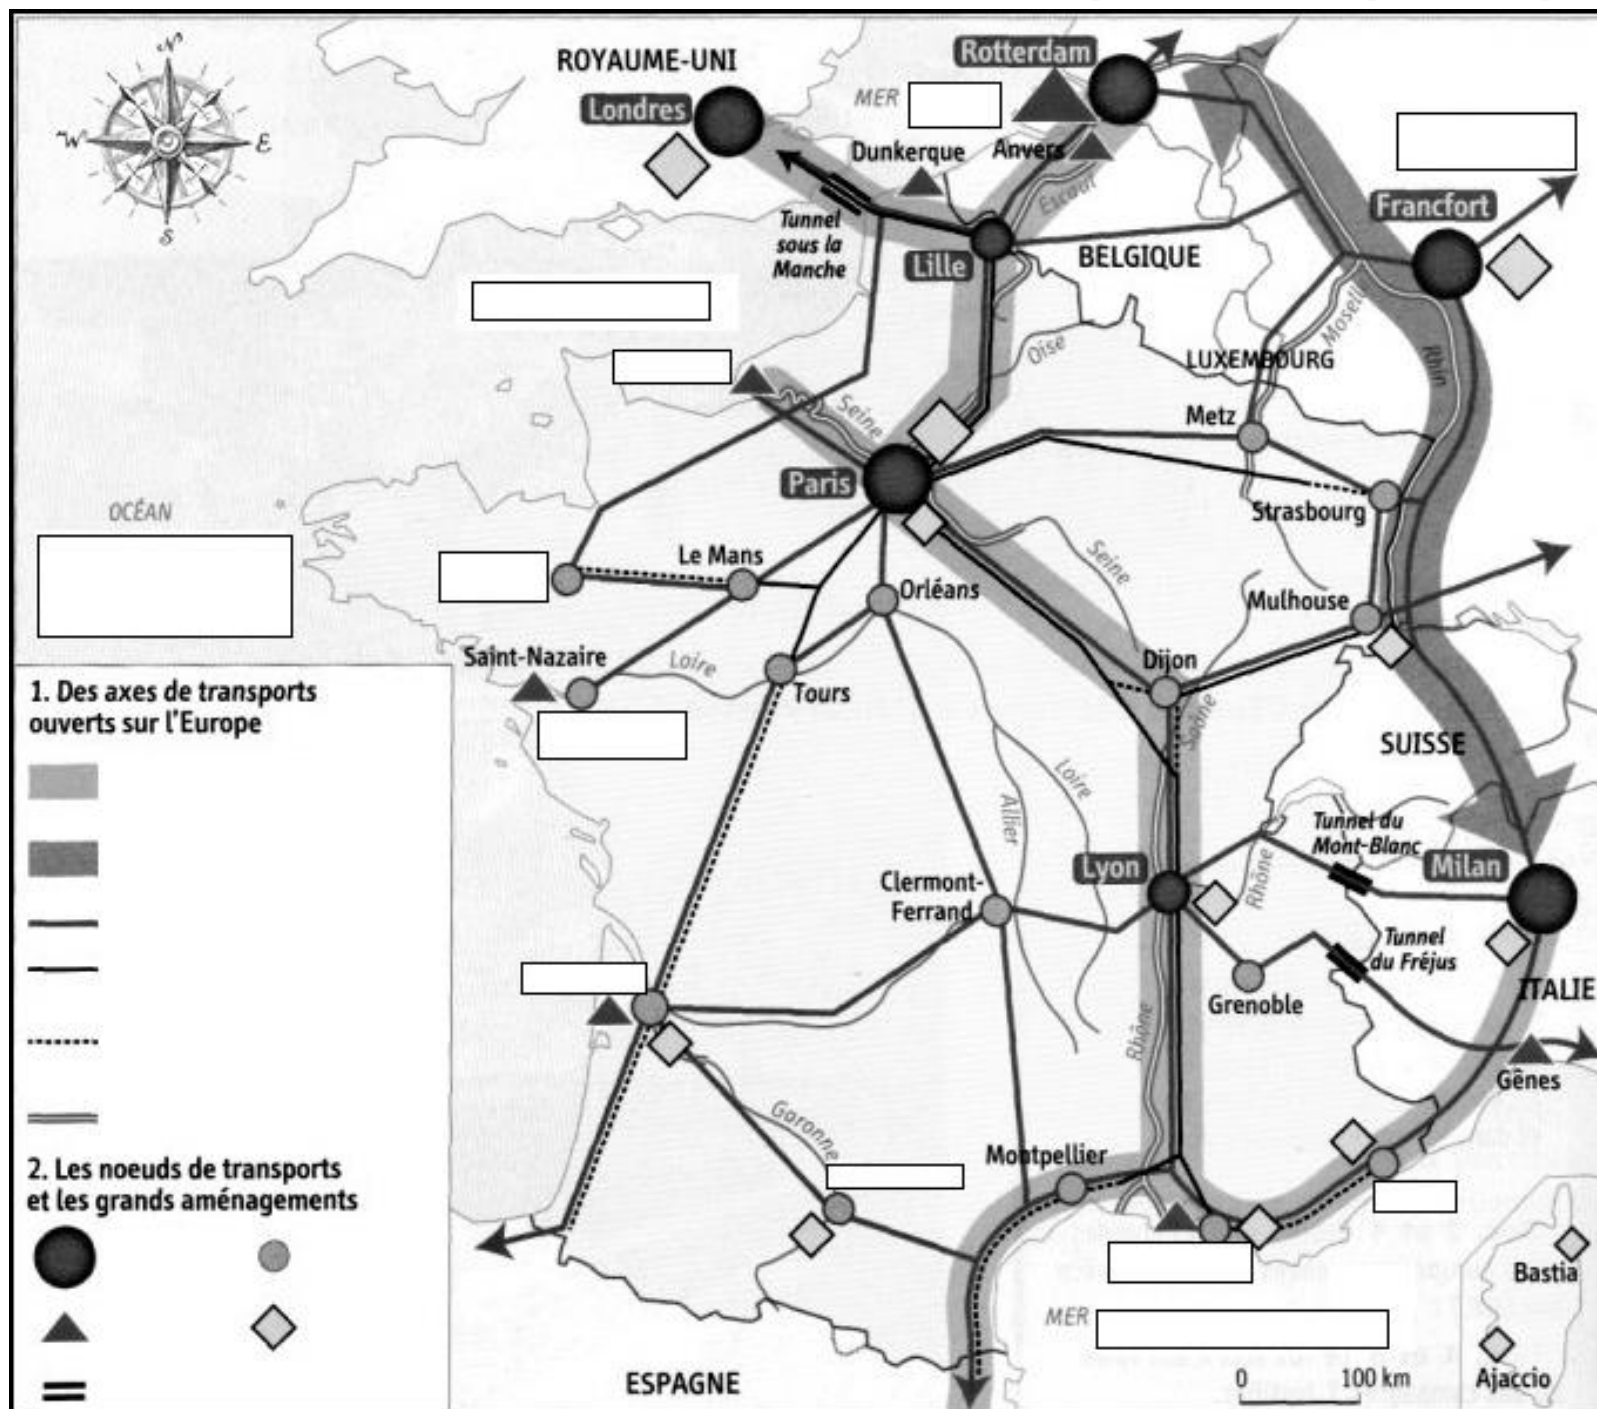 N
W
E
S
ROYAUME-UNI
Londres
Rotterdam
MER
Dunkerque
Anvers
Escaut
Francfort
Tunnel
sous la
Manche
Lille
BELGIQUE
Oise
Moselle
LUXEMBOURG
Rhin
Seine
Metz
Paris
Strasbourg
OCÉAN
Le Mans
Orléans
Seine
Mulhouse
Saint-Nazaire
Loire
Tours
Dijon
Saône
SUISSE
Loire
Allier
Tunnel du
Mont-Blanc
Lyon
Rhône
Milan
Clermont-
Ferrand
Tunnel
du Fréjus
Grenoble
ITALIE
Rhône
Gênes
Garonne
Montpellier
Bastia
MER
ESPAGNE
0 100 km
Ajaccio
1. Des axes de transports
ouverts sur l'Europe
2. Les noeuds de transports
et les grands aménagements